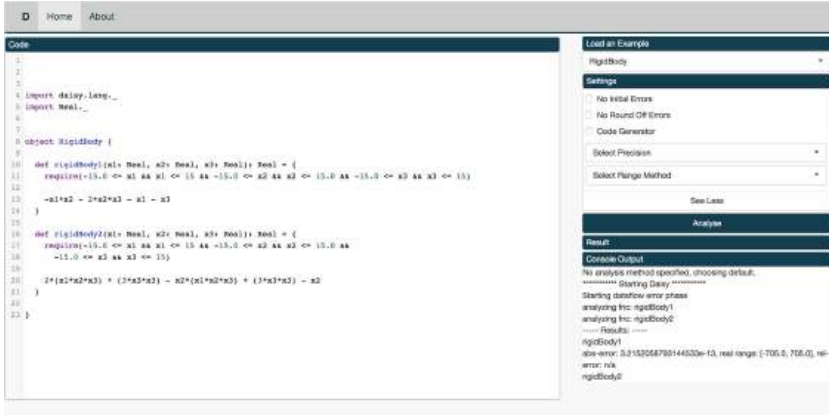 D Home About
Code
1
2
3
4 import daisy.lang._
5 import Real._
6
7
8 object RigidBody {
9
10 def rigidBody1(x1: Real, x2: Real, x3: Real): Real = {
11 require(-15.0 <= x1 && x1 <= 15 && -15.0 <= x2 && x2 <= 15.0 && -15.0 <= x3 && x3 <= 15)
12
13 -x1*x2 - 2*x2*x3 - x1 - x3
14 }
15
16 def rigidBody2(x1: Real, x2: Real, x3: Real): Real = {
17 require(-15.0 <= x1 && x1 <= 15 && -15.0 <= x2 && x2 <= 15.0 &&
18 -15.0 <= x3 && x3 <= 15)
19
20 2*(x1*x2*x3) + (3*x3*x3) - x2*(x1*x2*x3) + (3*x3*x3) - x2
21 }
22
23 }
Load an Example
RigidBody
Settings
No Initial Errors
No Round Off Errors
Code Generator
Select Precision
Select Range Method
See Less
Analyse
Result
Console Output
No analysis method specified, choosing default.
*********** Starting Daisy ***********
Starting dataflow error phase
analyzing fnc: rigidBody1
analyzing fnc: rigidBody2
----- Results: -----
rigidBody1
abs-error: 3.2152058793144533e-13, real range: [-705.0, 705.0], rel-
error: n/a
rigidBody2